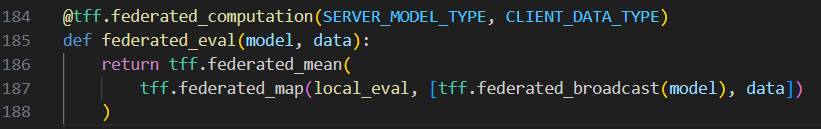 184 @tff.federated_computation(SERVER_MODEL_TYPE, CLIENT_DATA_TYPE)
185 def federated_eval(model, data):
186     return tff.federated_mean(
187         tff.federated_map(local_eval, [tff.federated_broadcast(model), data])
188     )